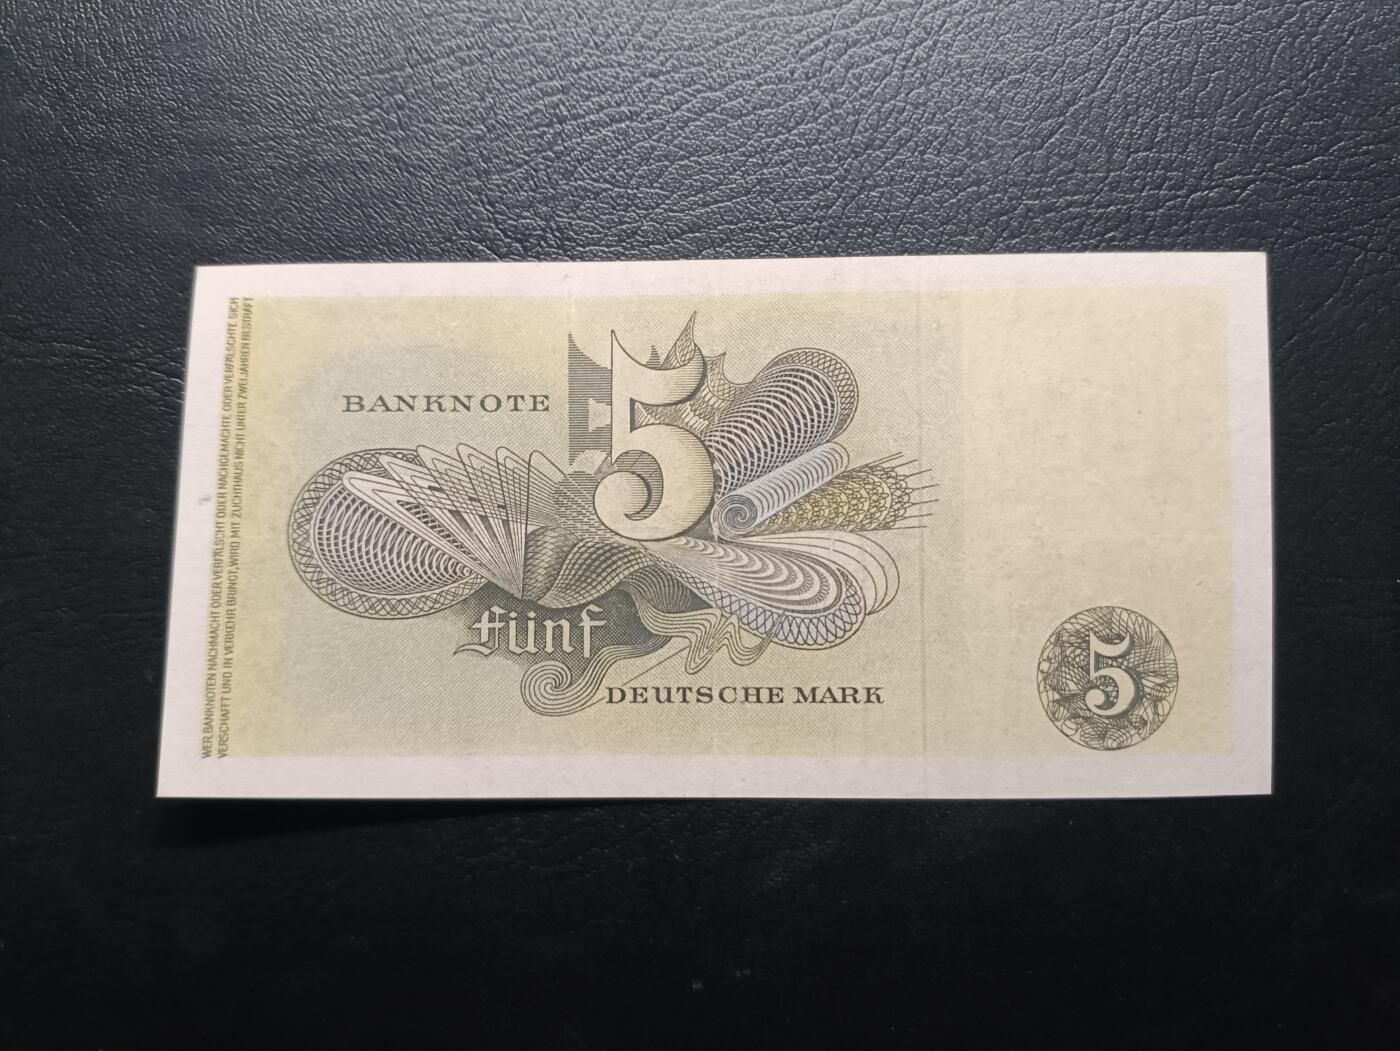 WER BANKNOTEN NACHMACHT ODER VERFÄLSCHT ODER NACHGEMACHTE ODER VERFÄLSCHTE SICH
VERSCHAFFT UND IN VERKEHR BRINGT, WIRD MIT ZUCHTHAUS NICHT UNTER ZWEI JAHREN BESTRAFT
BANKNOTE
5
fünf
DEUTSCHE MARK
5